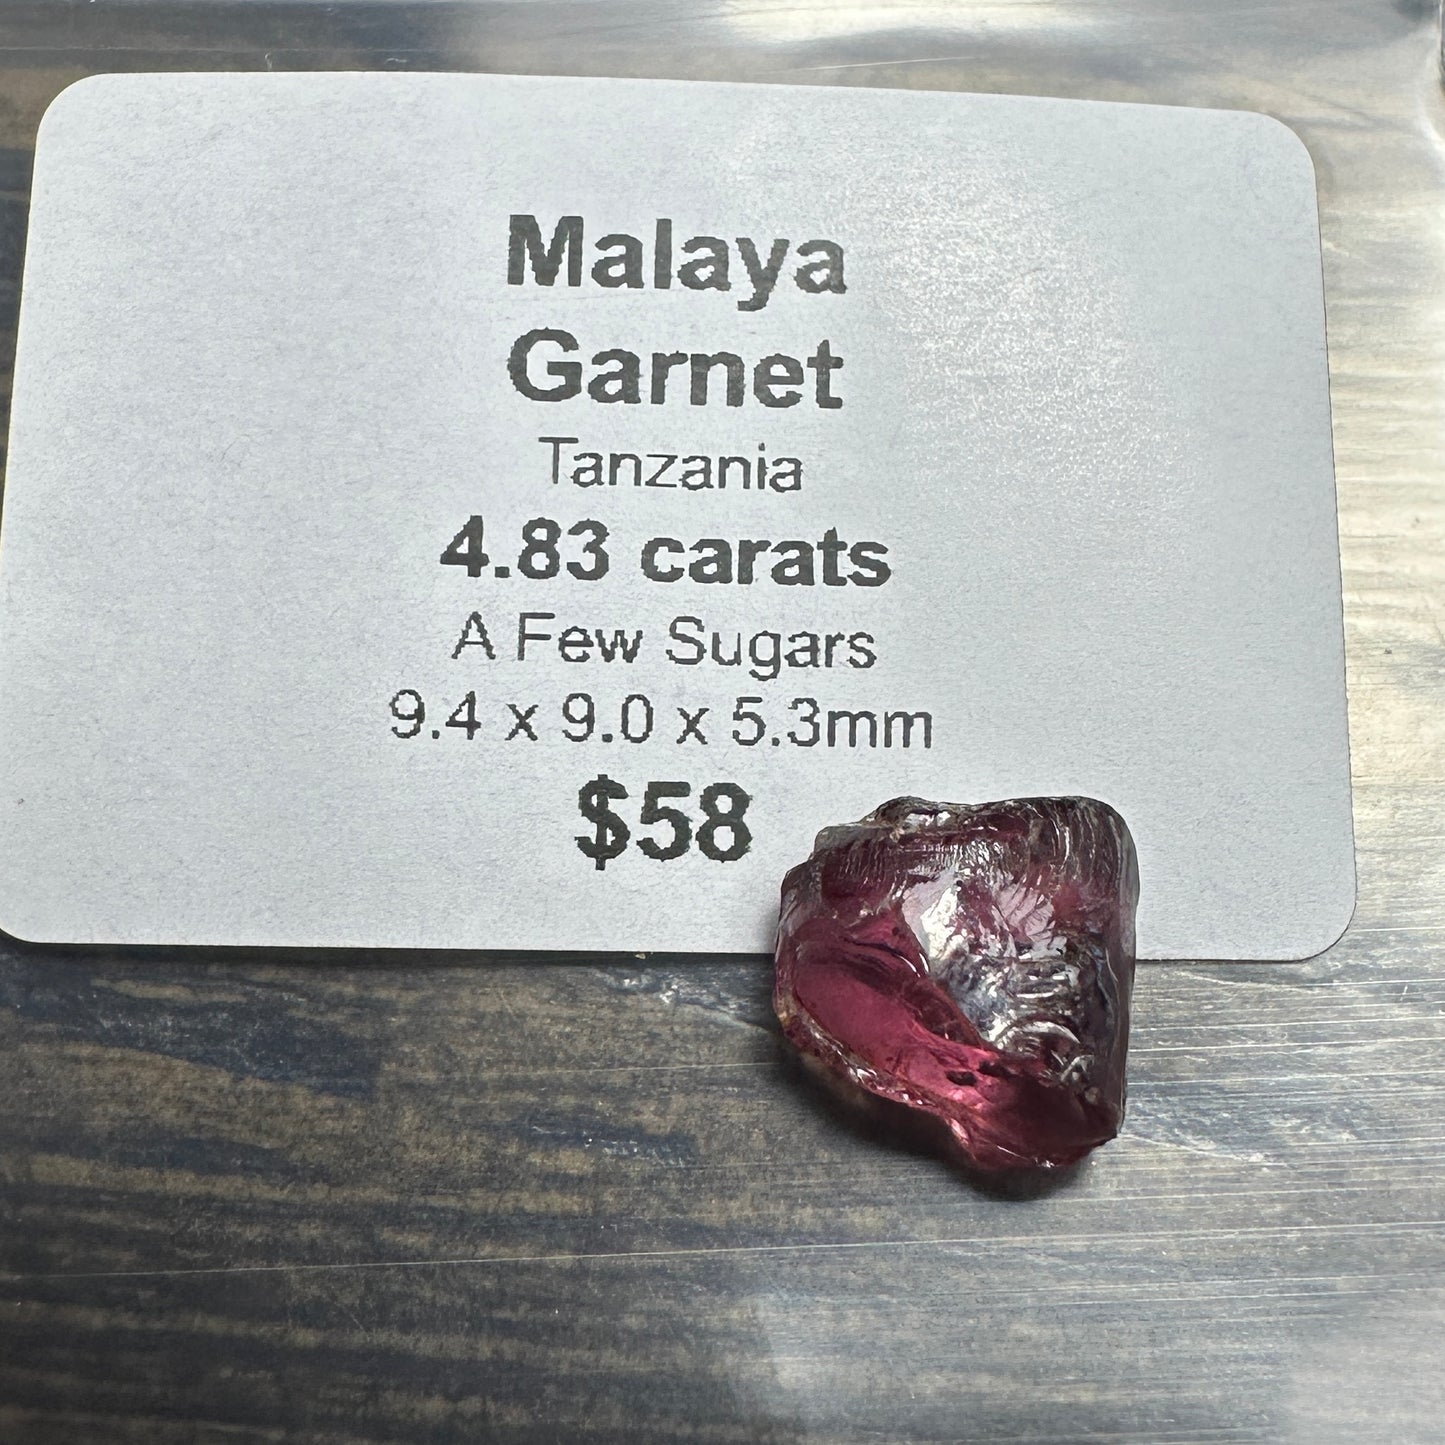 Malaya
Garnet
Tanzania
4.83 carats
A Few Sugars
9.4 x 9.0 x 5.3mm
$58